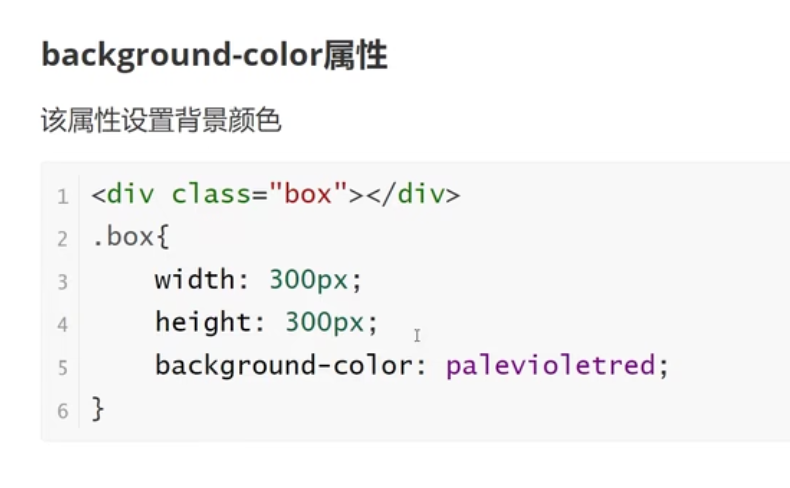 background-color属性
该属性设置背景颜色
1 <div class="box"></div>
2 .box{
3     width: 300px;
4     height: 300px;
5     background-color: palevioletred;
6 }